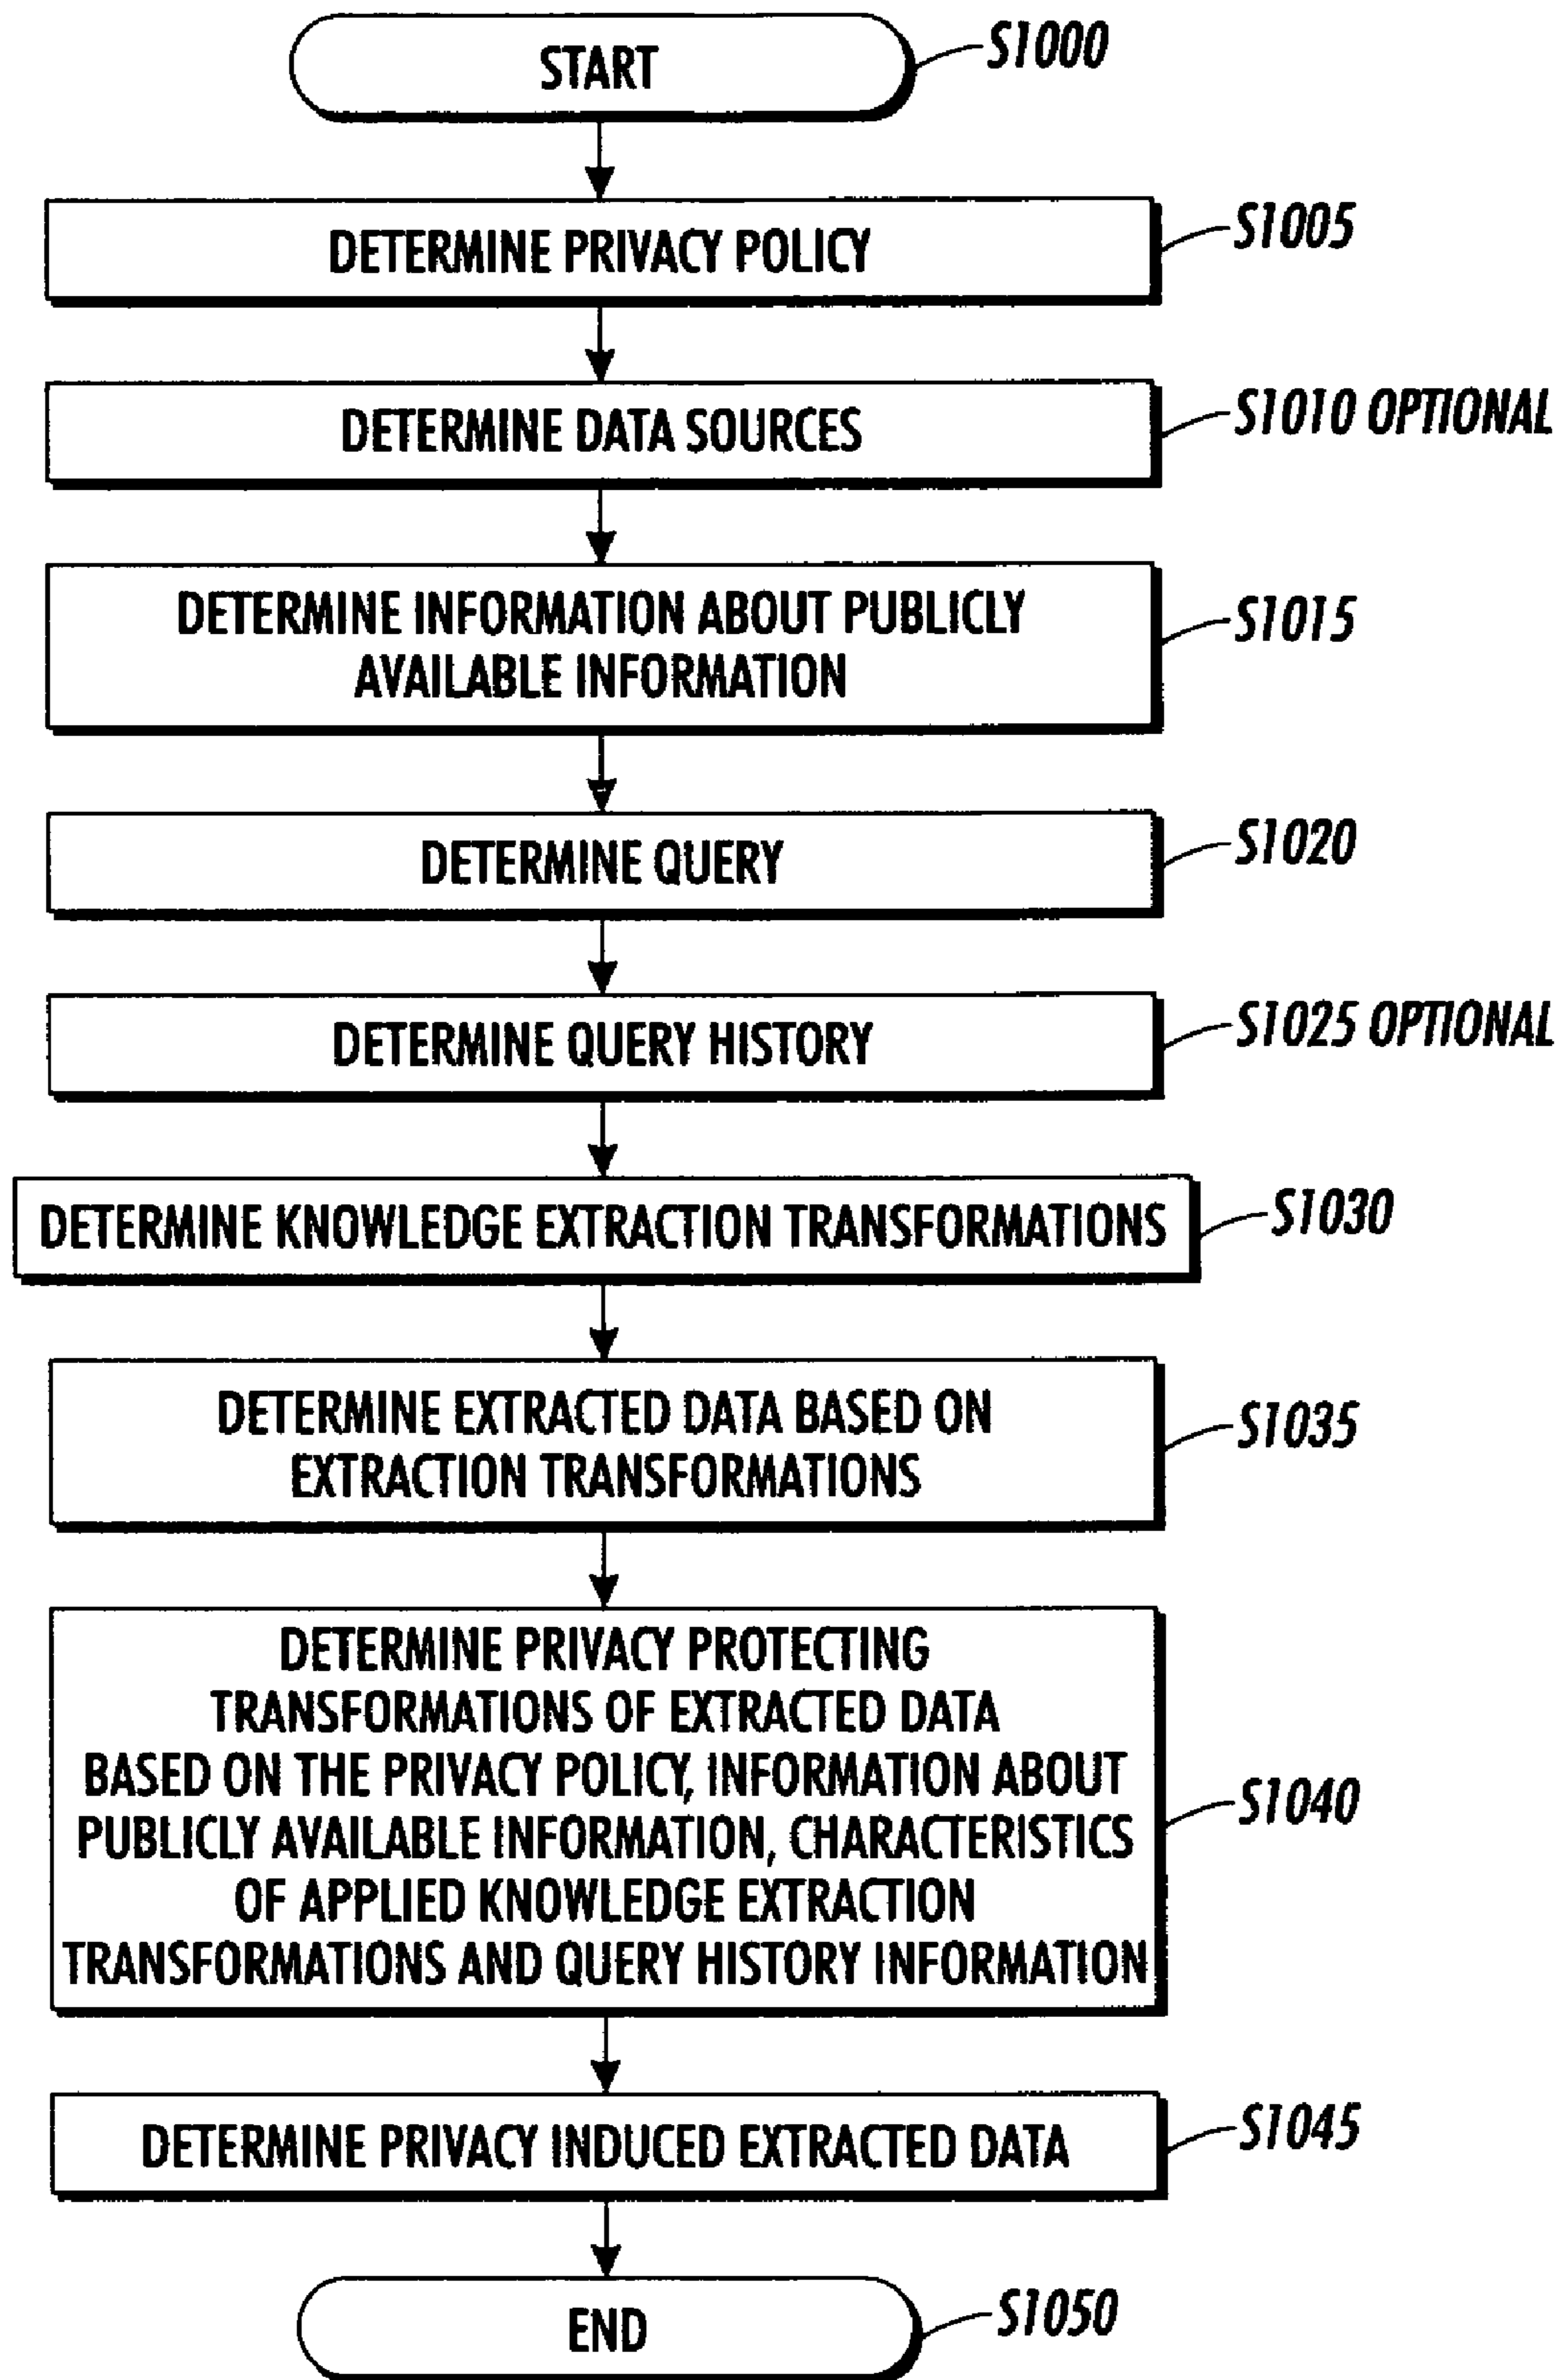 START
S1000
DETERMINE PRIVACY POLICY
S1005
DETERMINE DATA SOURCES
S1010 OPTIONAL
DETERMINE INFORMATION ABOUT PUBLICLY
AVAILABLE INFORMATION
S1015
DETERMINE QUERY
S1020
DETERMINE QUERY HISTORY
S1025 OPTIONAL
DETERMINE KNOWLEDGE EXTRACTION TRANSFORMATIONS
S1030
DETERMINE EXTRACTED DATA BASED ON
EXTRACTION TRANSFORMATIONS
S1035
DETERMINE PRIVACY PROTECTING
TRANSFORMATIONS OF EXTRACTED DATA
BASED ON THE PRIVACY POLICY, INFORMATION ABOUT
PUBLICLY AVAILABLE INFORMATION, CHARACTERISTICS
OF APPLIED KNOWLEDGE EXTRACTION
TRANSFORMATIONS AND QUERY HISTORY INFORMATION
S1040
DETERMINE PRIVACY INDUCED EXTRACTED DATA
S1045
END
S1050